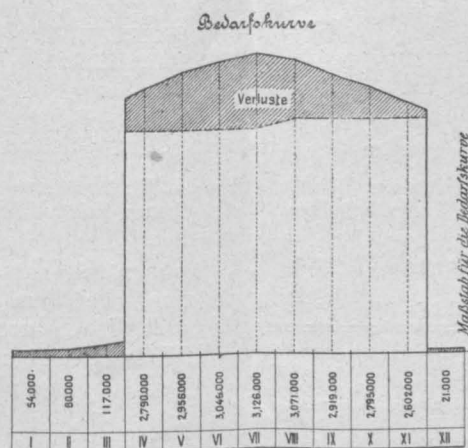 Bedarfskurve
Verluste
Maßstab für die Bedarfskurve
54.000 60.000 117.000 2,790.000 2,956.000 3,046.000 3,126.000 3,071.000 2,919.000 2,795.000 2,602.000 21.000
I II III IV V VI VII VIII IX X XI XII